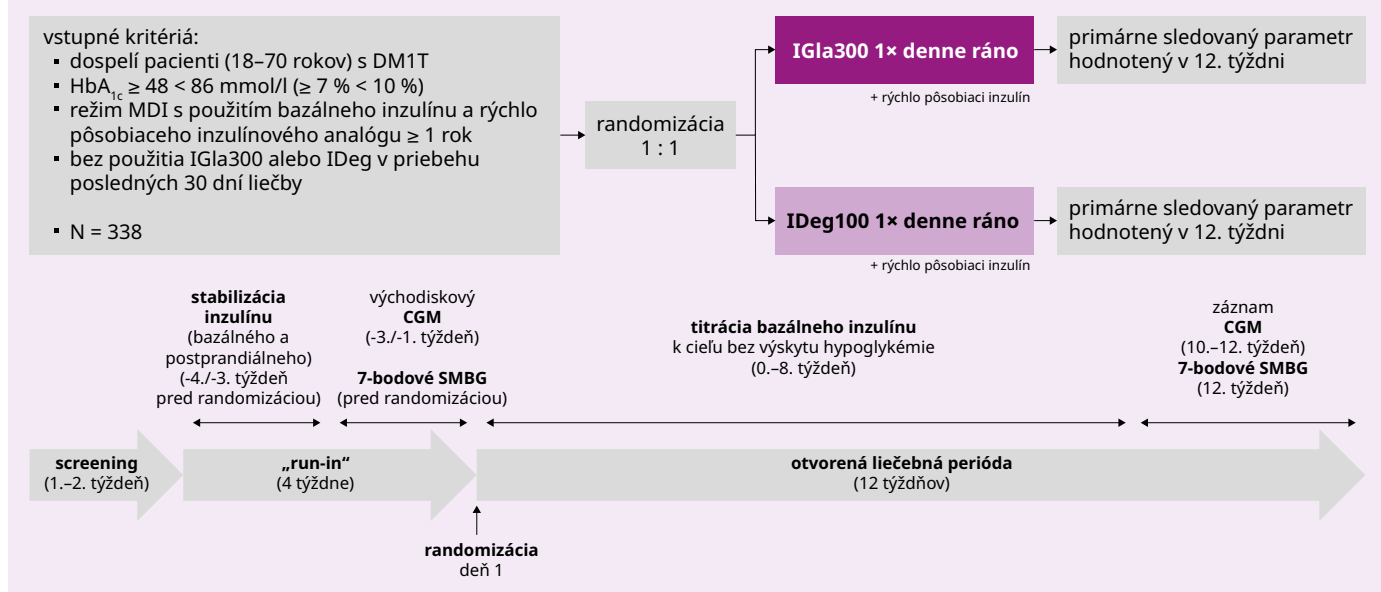 vstupné kritériá:
▪ dospelí pacienti (18–70 rokov) s DM1T
▪ HbA1c ≥ 48 < 86 mmol/l (≥ 7 % < 10 %)
▪ režim MDI s použitím bazálneho inzulínu a rýchlo
pôsobiaceho inzulínového analógu ≥ 1 rok
▪ bez použitia IGla300 alebo IDeg v priebehu
posledných 30 dní liečby
▪ N = 338
randomizácia
1 : 1
IGla300 1× denne ráno
+ rýchlo pôsobiaci inzulín
primárne sledovaný parametr
hodnotený v 12. týždni
IDeg100 1× denne ráno
+ rýchlo pôsobiaci inzulín
primárne sledovaný parametr
hodnotený v 12. týždni
stabilizácia
inzulínu
(bazálného a
postprandiálneho)
(-4./-3. týždeň
pred randomizáciou)
východiskový
CGM
(-3./-1. týždeň)
7-bodové SMBG
(pred randomizáciou)
titrácia bazálneho inzulínu
k cieľu bez výskytu hypoglykémie
(0.–8. týždeň)
záznam
CGM
(10.–12. týždeň)
7-bodové SMBG
(12. týždeň)
screening
(1.–2. týždeň)
„run-in“
(4 týždne)
otvorená liečebná perióda
(12 týždňov)
randomizácia
deň 1